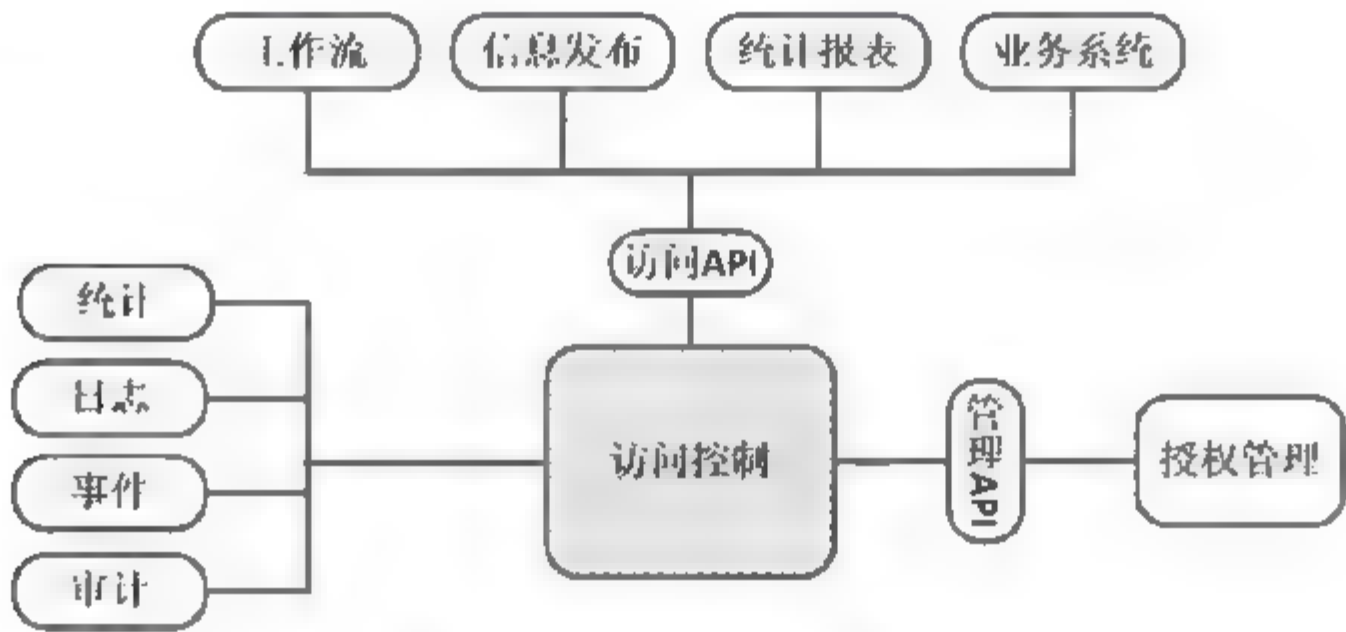 工作流
信息发布
统计报表
业务系统
访问API
统计
日志
事件
审计
访问控制
管理API
授权管理